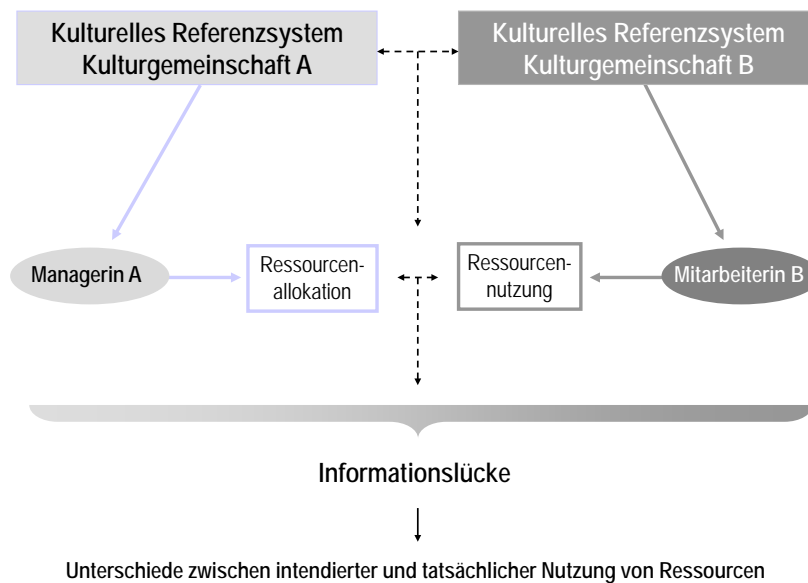 Kulturelles Referenzsystem
Kulturgemeinschaft A
Kulturelles Referenzsystem
Kulturgemeinschaft B
Managerin A
Ressourcen-
allokation
Ressourcen-
nutzung
Mitarbeiterin B
Informationslücke
Unterschiede zwischen intendierter und tatsächlicher Nutzung von Ressourcen